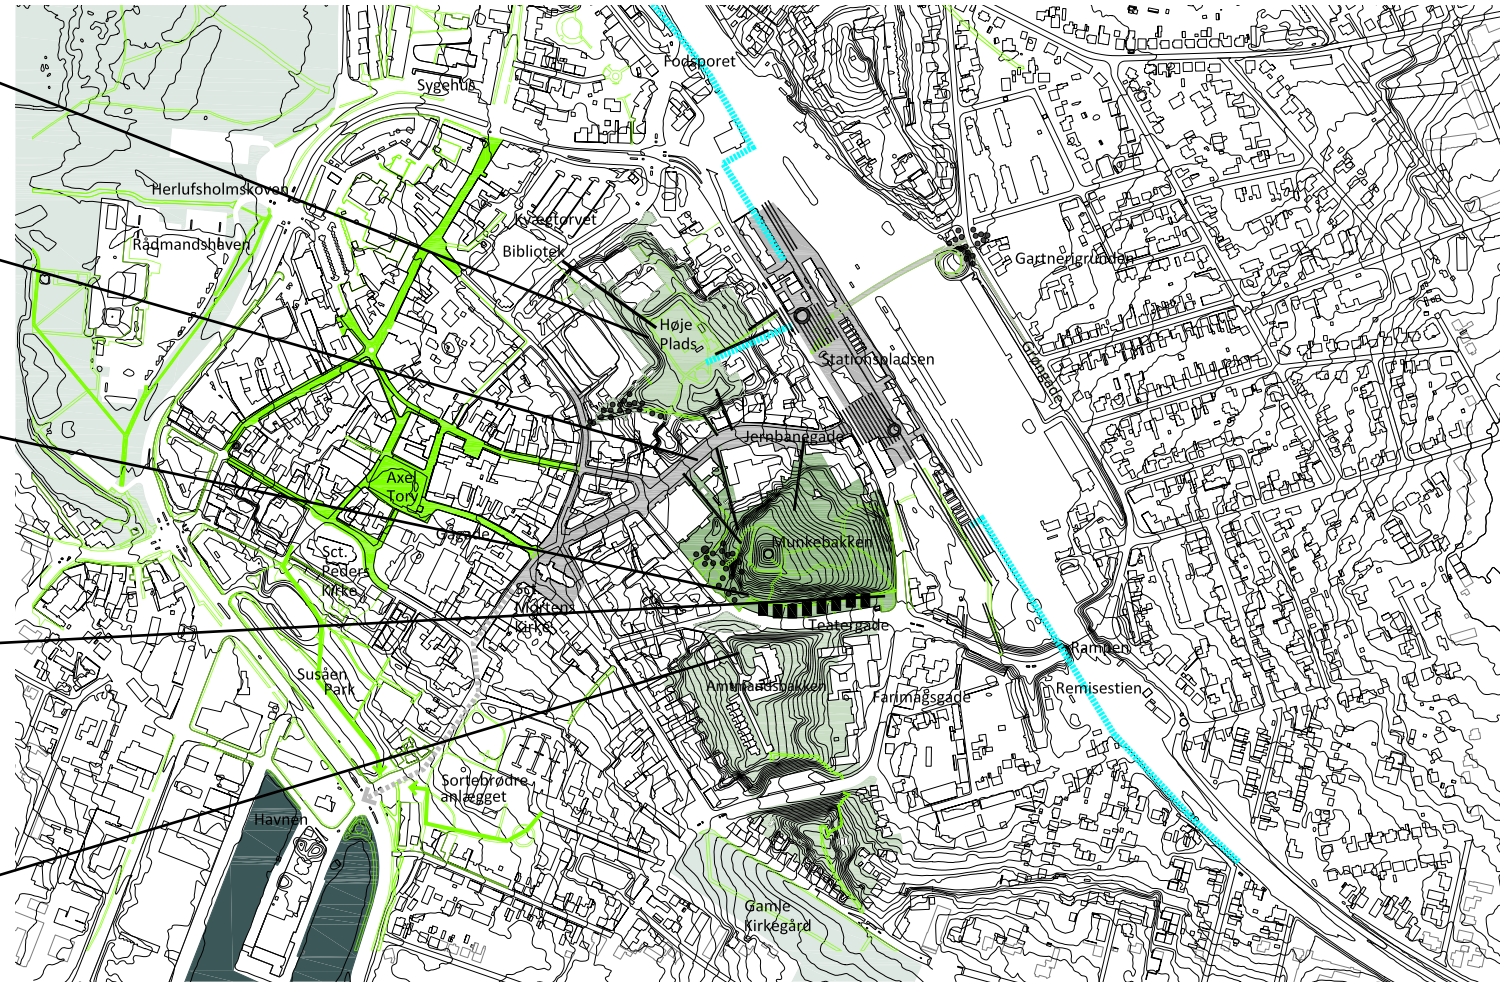 Fodsporet
Sygehus
Herlufsholmskoven
Kvægtorvet
Rådmandshaven
Bibliotek
Gartnerigrunden
Høje
Plads
Stationspladsen
Grøngade
Jernbanegade
Axel
Torv
Gågade
Munkebakken
Sct.
Peders
Kirke
Sct.
Mortens
Kirke
Teatergade
Rampen
Susåen
Park
Amtmandsbakken
Farimagsgade
Remisestien
Sortebrødre
anlægget
Havnen
Gamle
Kirkegård